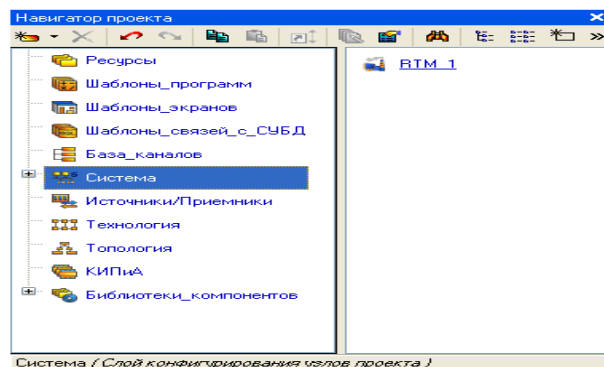 Навигатор проекта
Ресурсы
RTM_1
Шаблоны_программ
Шаблоны_экранов
Шаблоны_связей_с_СУБД
База_каналов
Система
Источники/Приемники
Технология
Топология
КИПиА
Библиотеки_компонентов
Система ( Слой конфигурирования узлов проекта )